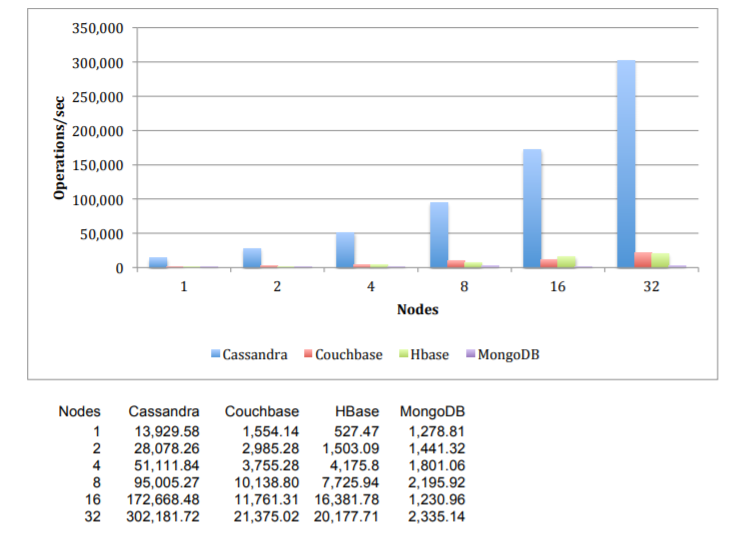 350,000
300,000
250,000
200,000
150,000
100,000
50,000
0
Operations/sec
1 2 4 8 16 32
Nodes
Cassandra Couchbase Hbase MongoDB
Nodes Cassandra Couchbase HBase MongoDB
1 13,929.58 1,554.14 527.47 1,278.81
2 28,078.26 2,985.28 1,503.09 1,441.32
4 51,111.84 3,755.28 4,175.8 1,801.06
8 95,005.27 10,138.80 7,725.94 2,195.92
16 172,668.48 11,761.31 16,381.78 1,230.96
32 302,181.72 21,375.02 20,177.71 2,335.14